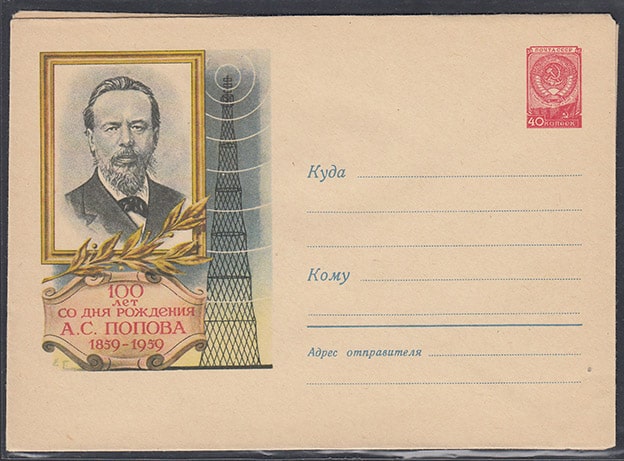 ПОЧТА СССР
40 КОПЕЕК
100
лет
СО ДНЯ РОЖДЕНИЯ
А.С. ПОПОВА
1859-1959
Куда
Кому
Адрес отправителя